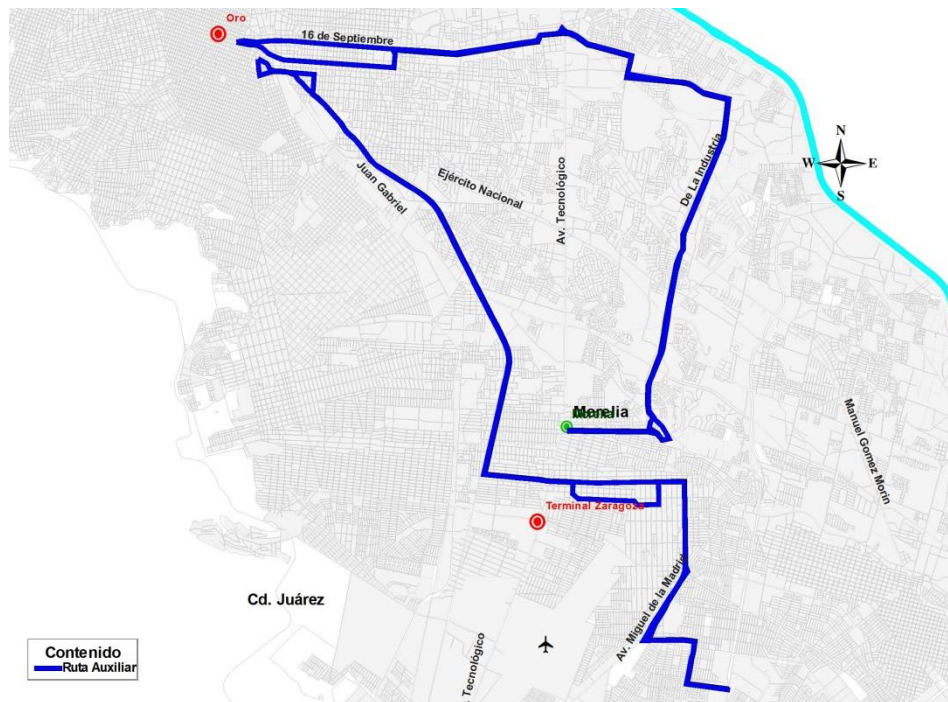 Oro
16 de Septiembre
N
W E
S
De La Industria
Ejército Nacional
Av. Tecnológico
Juan Gabriel
Morelia
Manuel Gomez Morin
Terminal Zaragoza
Av. Miguel de la Madrid
Cd. Juárez
Tecnológico
Contenido
Ruta Auxiliar